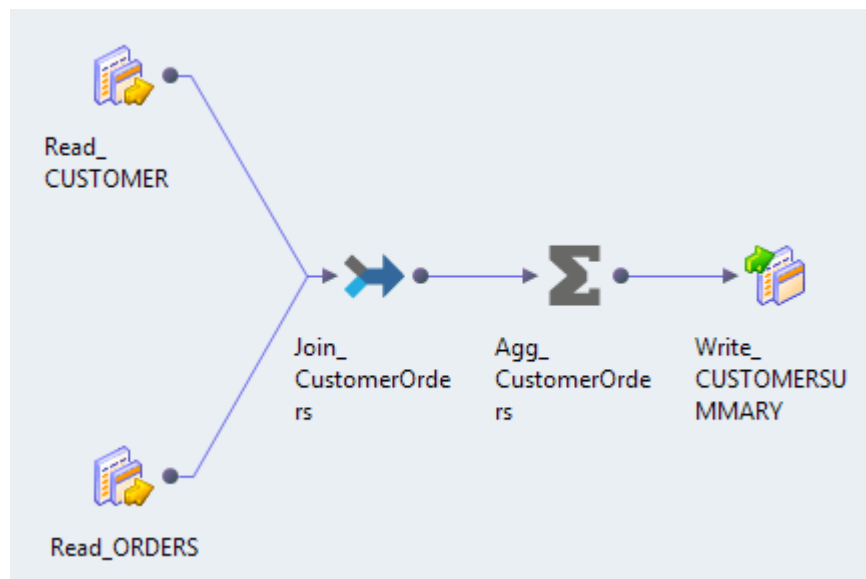 Read_
CUSTOMER
Join_
CustomerOrde
rs
Agg_
CustomerOrde
rs
Write_
CUSTOMERSU
MMARY
Read_ORDERS